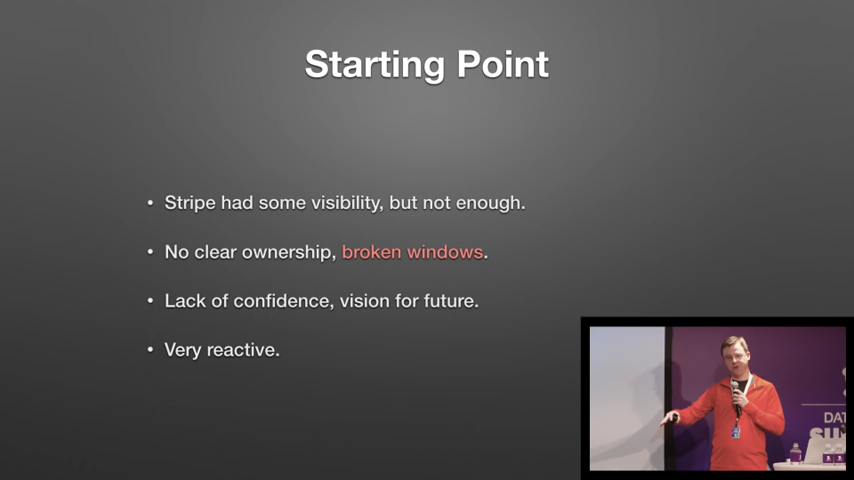 Starting Point
• Stripe had some visibility, but not enough.
• No clear ownership, broken windows.
• Lack of confidence, vision for future.
• Very reactive.
DAT